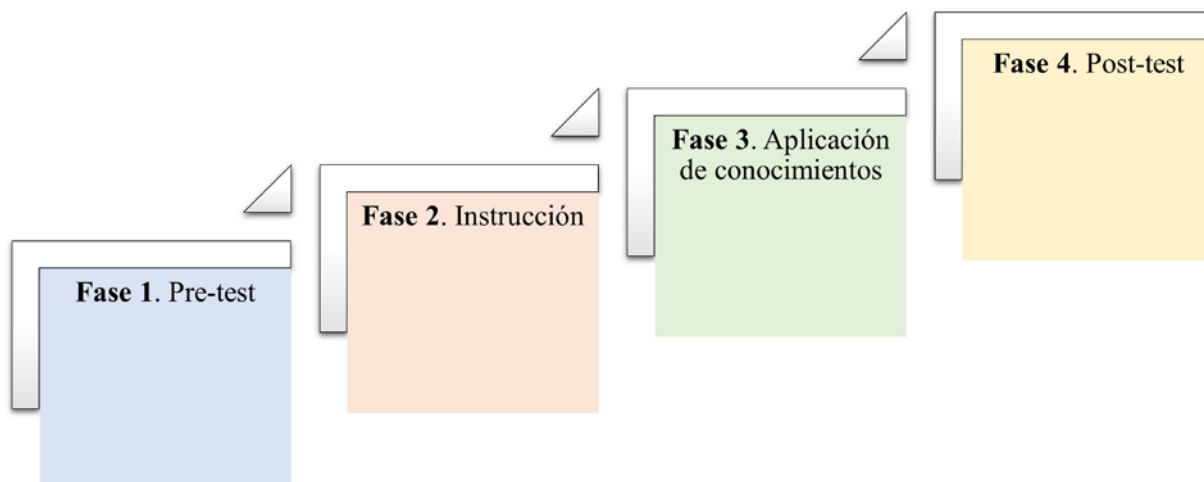 Fase 1. Pre-test
Fase 2. Instrucción
Fase 3. Aplicación
de conocimientos
Fase 4. Post-test